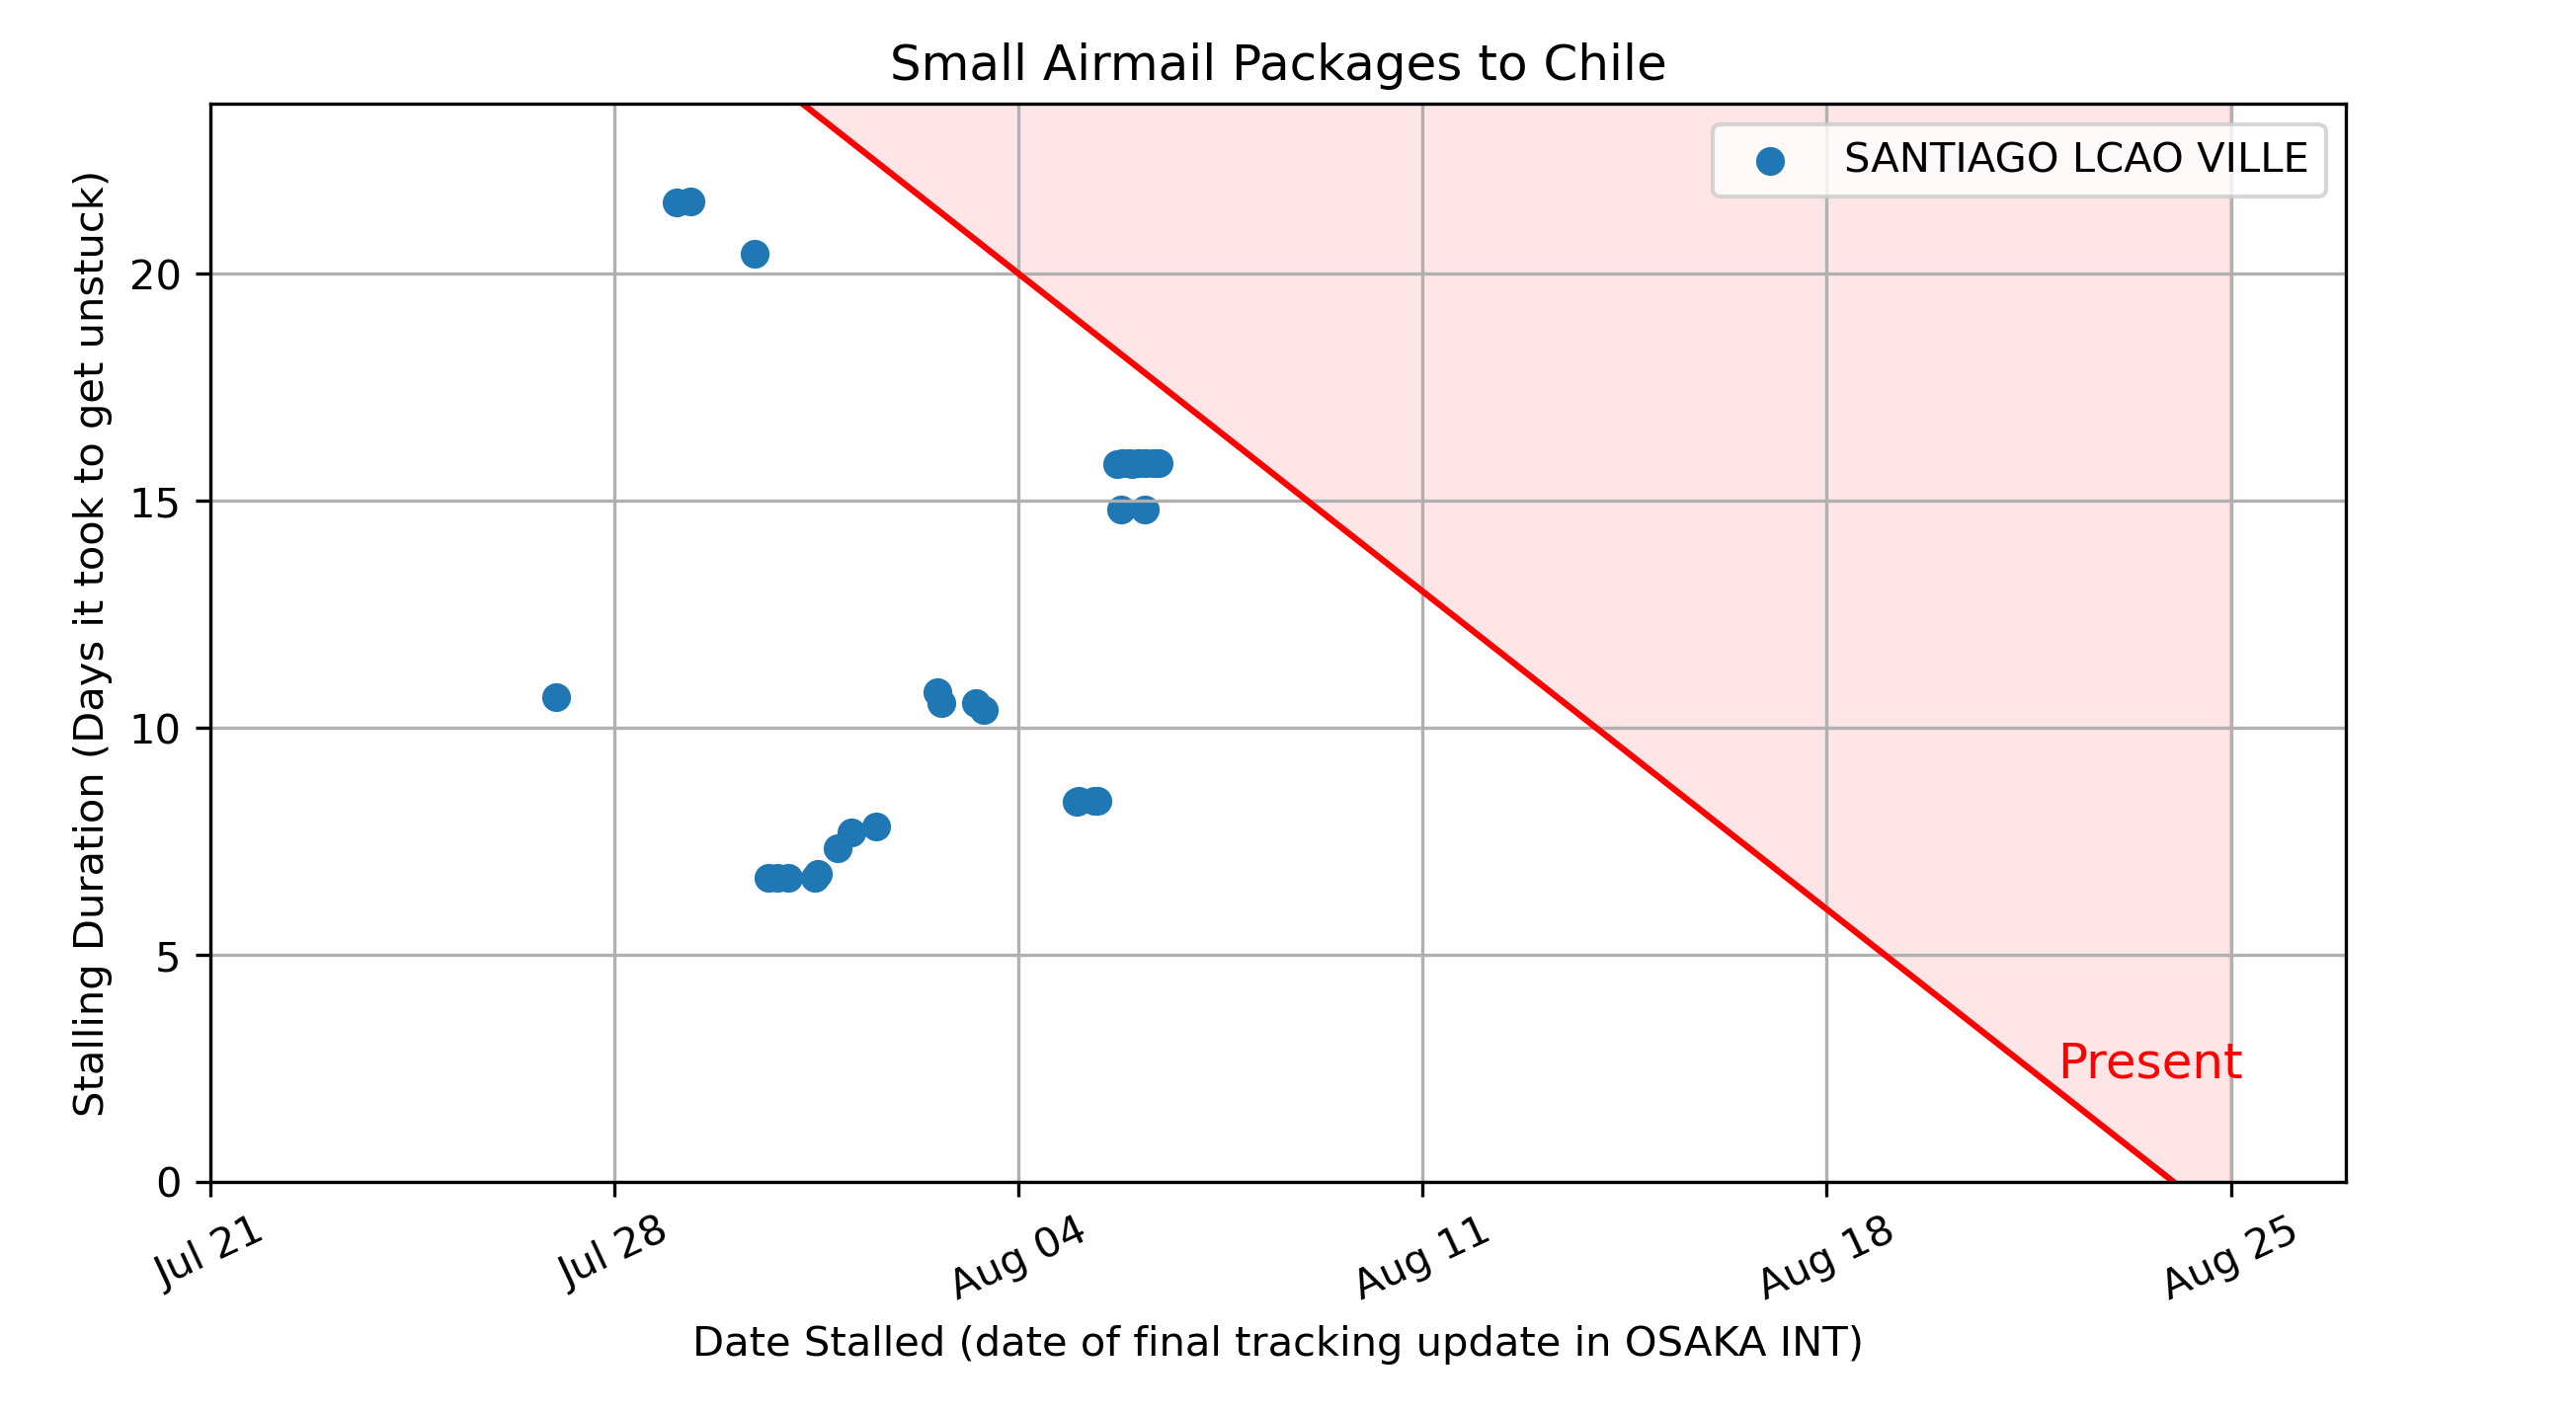 Small Airmail Packages to Chile
SANTIAGO LCAO VILLE
Stalling Duration (Days it took to get unstuck)
20
15
10
5
0
Present
Jul 21
Jul 28
Aug 04
Aug 11
Aug 18
Aug 25
Date Stalled (date of final tracking update in OSAKA INT)